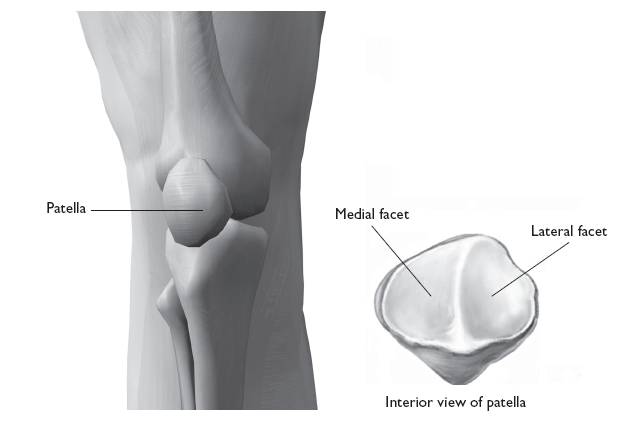 Patella
Medial facet
Lateral facet
Interior view of patella